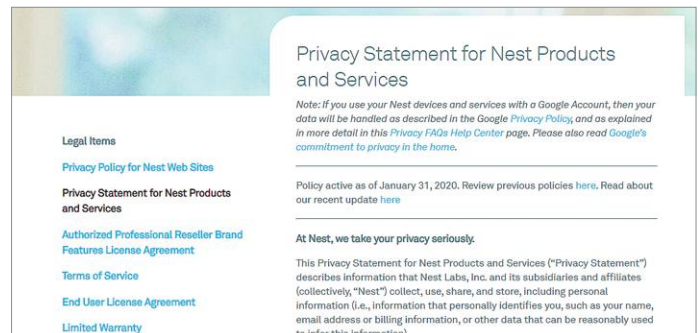 Privacy Statement for Nest Products
and Services
Note: If you use your Nest devices and services with a Google Account, then your
data will be handled as described in the Google Privacy Policy, and as explained
in more detail in this Privacy FAQs Help Center page. Please also read Google's
commitment to privacy in the home.
Legal Items
Privacy Policy for Nest Web Sites
Privacy Statement for Nest Products
and Services
Authorized Professional Reseller Brand
Features License Agreement
Terms of Service
End User License Agreement
Limited Warranty
Policy active as of January 31, 2020. Review previous policies here. Read about
our recent update here
At Nest, we take your privacy seriously.
This Privacy Statement for Nest Products and Services ("Privacy Statement")
describes information that Nest Labs, Inc. and its subsidiaries and affiliates
(collectively, "Nest") collect, use, share, and store, including personal
information (i.e., information that personally identifies you, such as your name,
email address or billing information, or other data that can be reasonably used
to infer this information)